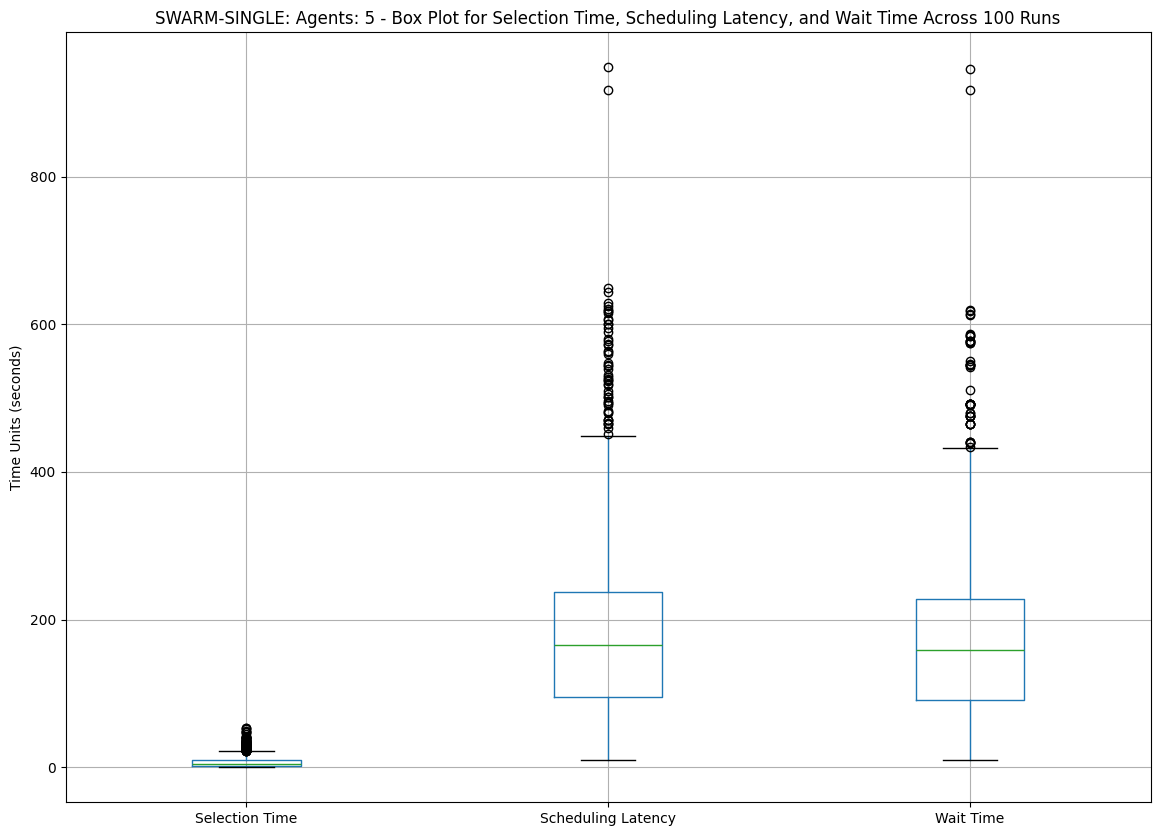 SWARM-SINGLE: Agents: 5 - Box Plot for Selection Time, Scheduling Latency, and Wait Time Across 100 Runs
Time Units (seconds)
800
600
400
200
0
Selection Time
Scheduling Latency
Wait Time